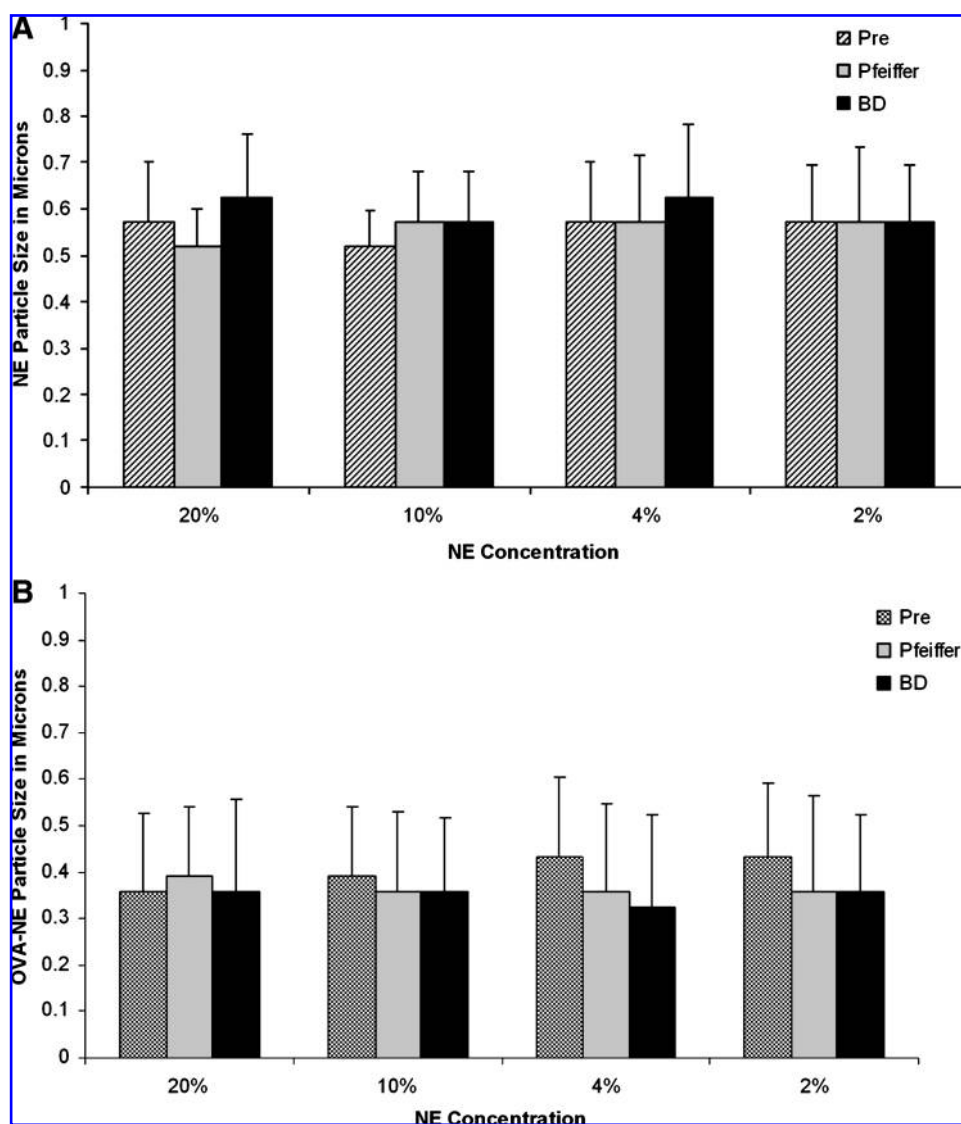 A
NE Particle Size in Microns
1
0.9
0.8
0.7
0.6
0.5
0.4
0.3
0.2
0.1
0
Pre
Pfeiffer
BD
20% 10% 4% 2%
NE Concentration
B
OVA-NE Particle Size in Microns
1
0.9
0.8
0.7
0.6
0.5
0.4
0.3
0.2
0.1
0
Pre
Pfeiffer
BD
20% 10% 4% 2%
NE Concentration